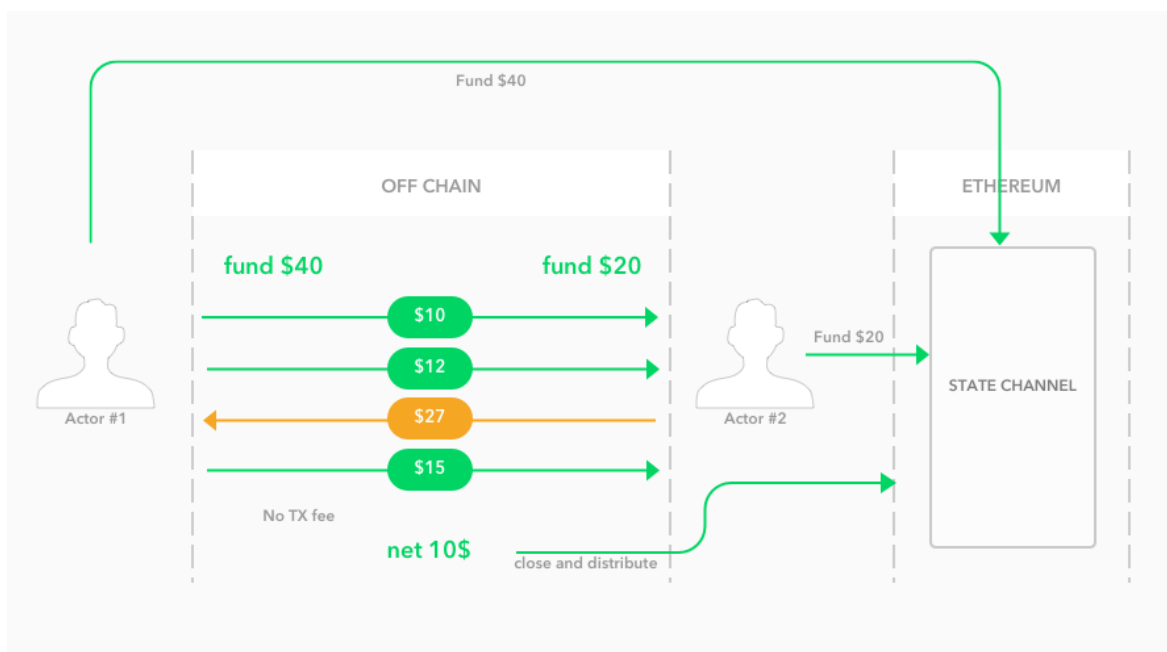 Fund $40
OFF CHAIN
ETHEREUM
fund $40
fund $20
$10
Fund $20
$12
STATE CHANNEL
$27
Actor #1
Actor #2
$15
No TX fee
net 10$
close and distribute